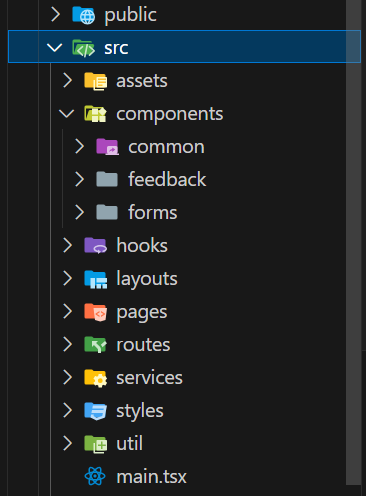 public
src
assets
components
common
feedback
forms
hooks
layouts
pages
routes
services
styles
util
main.tsx